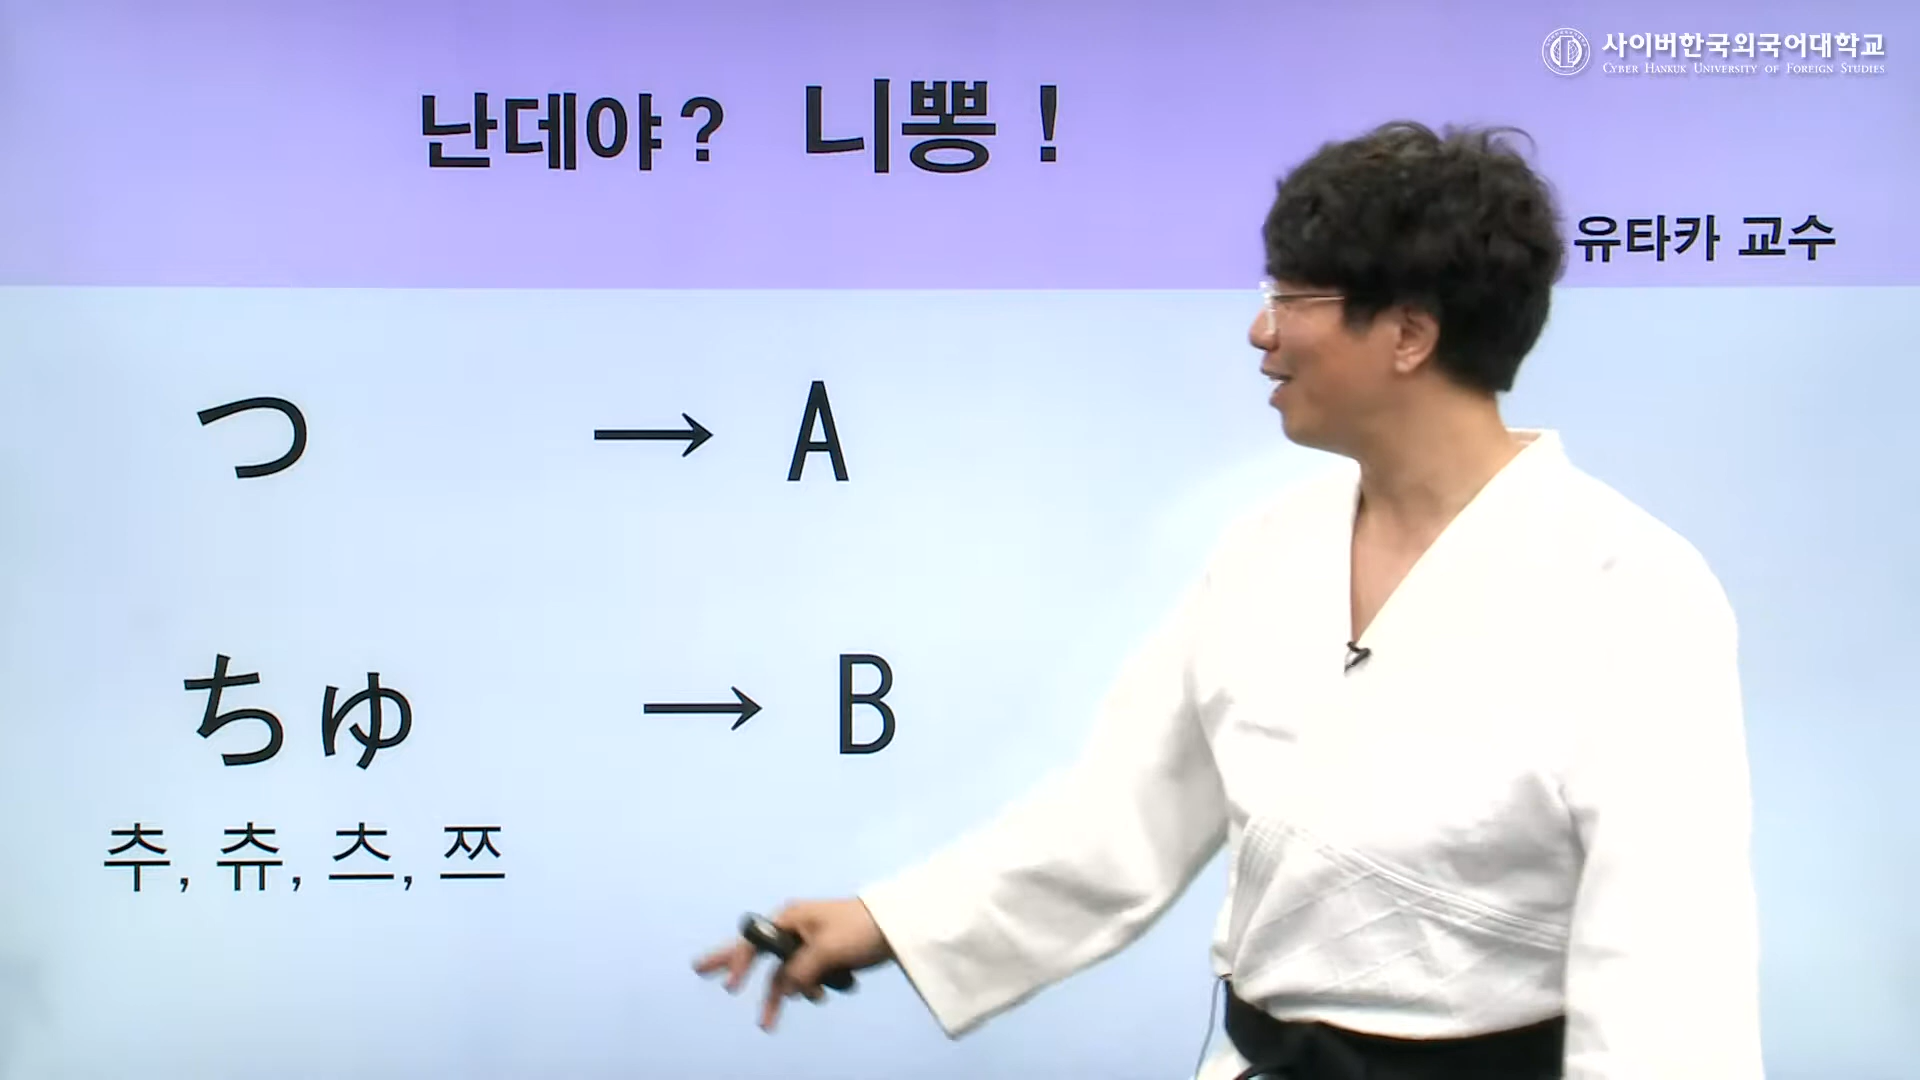 사이버한국외국어대학교
CYBER HANKUK UNIVERSITY OF FOREIGN STUDIES
난데야? 니뽕!
유타카 교수
つ → A
ちゅ → B
추, 츄, 츠, 쯔